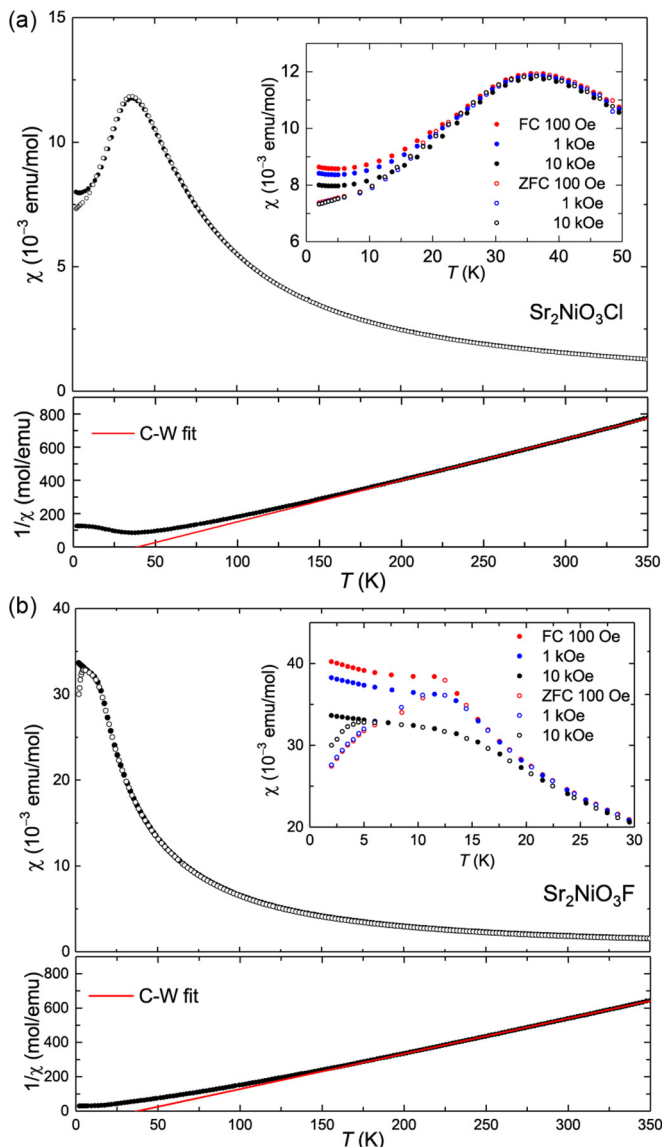 (a)
15
10
5
0
χ (10⁻³ emu/mol)
12
10
8
6
χ (10⁻³ emu/mol)
FC 100 Oe
1 kOe
10 kOe
ZFC 100 Oe
1 kOe
10 kOe
0 10 20 30 40 50
T (K)
Sr₂NiO₃Cl
800
600
400
200
0
1/χ (mol/emu)
C-W fit
0 50 100 150 200 250 300 350
T (K)
(b)
40
30
20
10
0
χ (10⁻³ emu/mol)
40
30
20
χ (10⁻³ emu/mol)
FC 100 Oe
1 kOe
10 kOe
ZFC 100 Oe
1 kOe
10 kOe
0 5 10 15 20 25 30
T (K)
Sr₂NiO₃F
800
600
400
200
0
1/χ (mol/emu)
C-W fit
0 50 100 150 200 250 300 350
T (K)